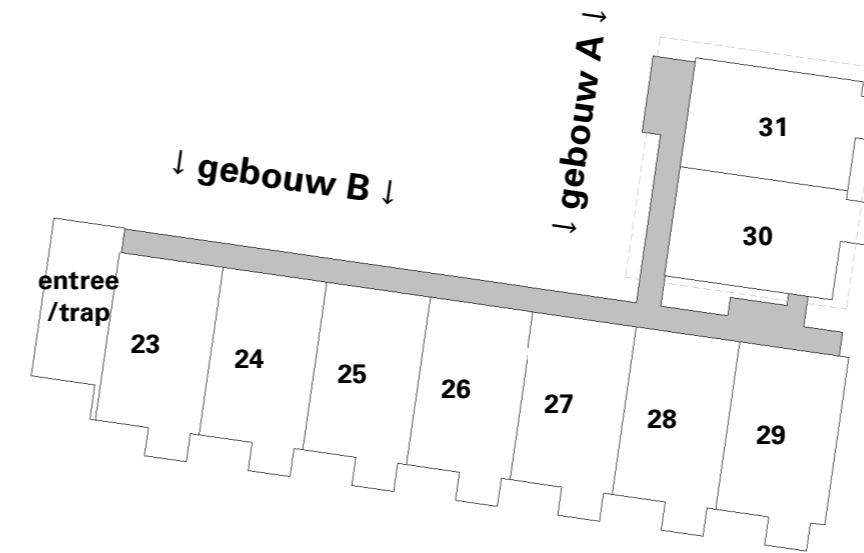 → gebouw A →
↓ gebouw B ↓
31
30
entree
/trap
23
24
25
26
27
28
29